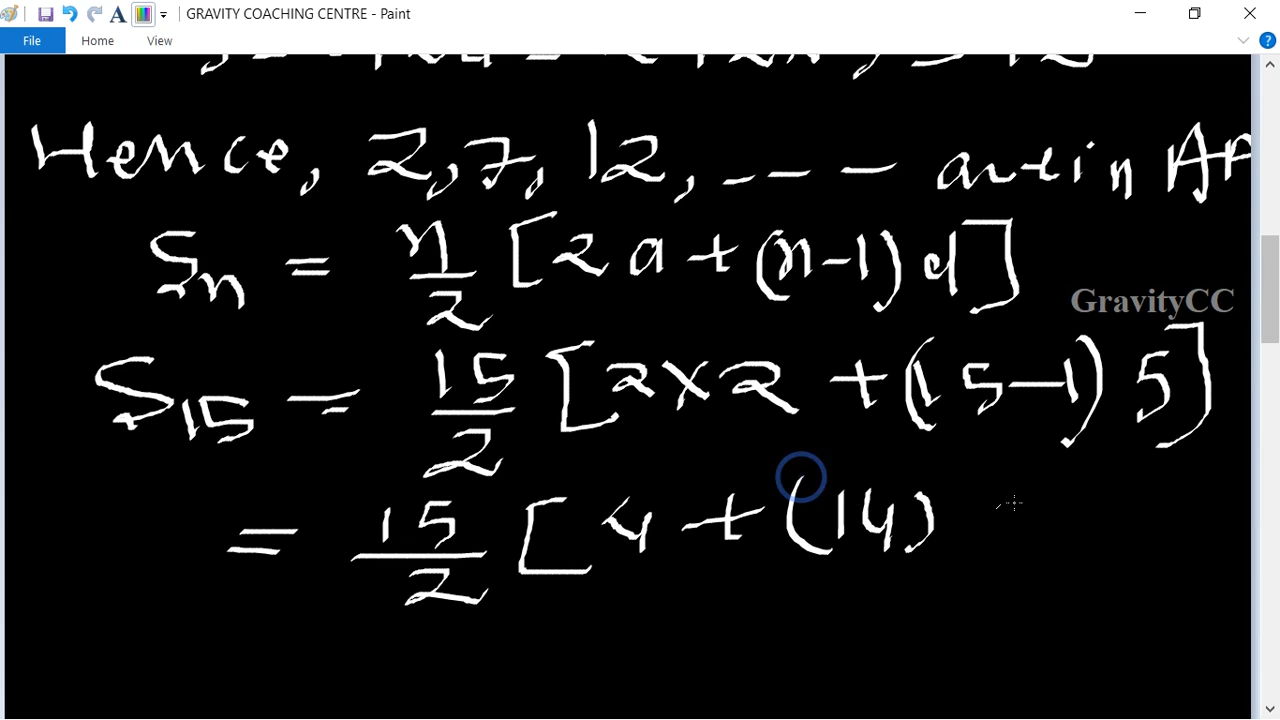 GRAVITY COACHING CENTRE - Paint
File Home View
Hence, 2, 7, 12, --- are in AP
Sn = n/2 [2a + (n-1)d]
GravityCC
S15 = 15/2 [2×2 + (15-1)5]
= 15/2 [4 + (14)